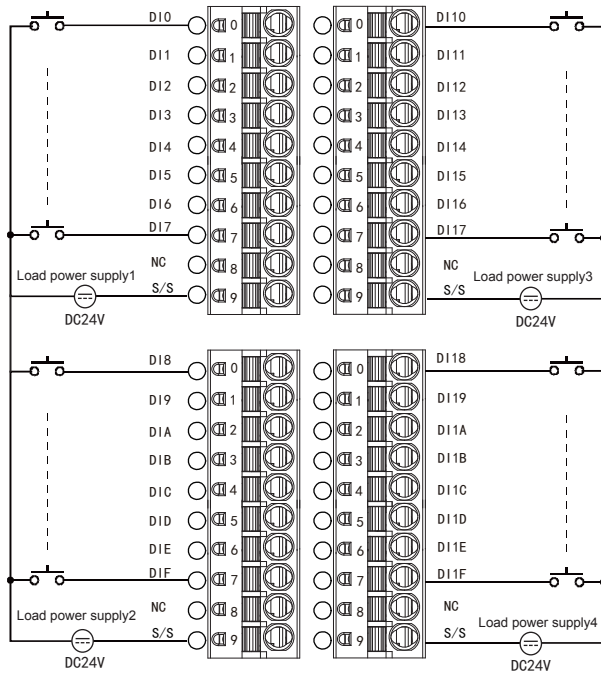 DI0 0 0 DI10
DI1 1 1 DI11
DI2 2 2 DI12
DI3 3 3 DI13
DI4 4 4 DI14
DI5 5 5 DI15
DI6 6 6 DI16
DI7 7 7 DI17
NC 8 8 NC
Load power supply1 Load power supply3
S/S 9 9 S/S
DC24V DC24V
DI8 0 0 DI18
DI9 1 1 DI19
DIA 2 2 DI1A
DIB 3 3 DI1B
DIC 4 4 DI1C
DID 5 5 DI1D
DIE 6 6 DI1E
DIF 7 7 DI1F
NC 8 8 NC
Load power supply2 Load power supply4
S/S 9 9 S/S
DC24V DC24V